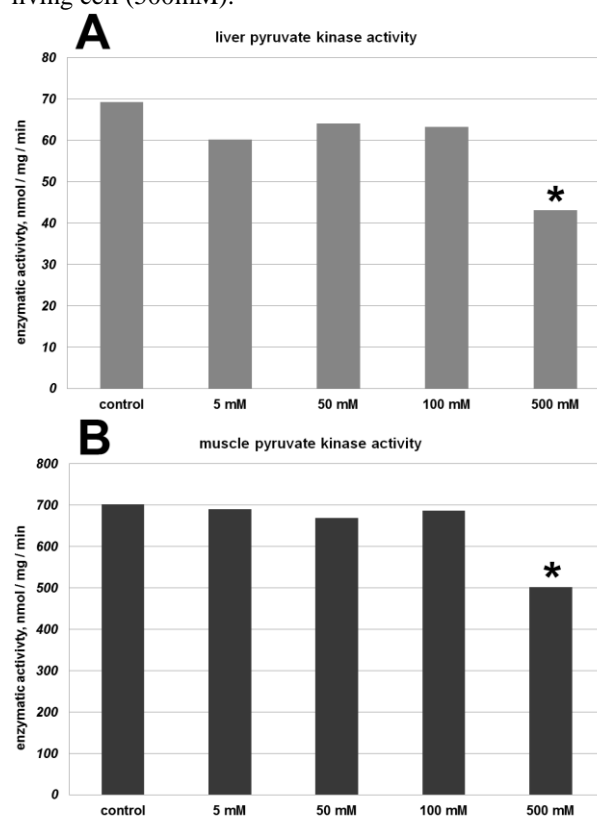 living cell (500mM).
A
liver pyruvate kinase activity
enzymatic activivty, nmol / mg / min
80
70
60
50
40
30
20
10
0
*
control 5 mM 50 mM 100 mM 500 mM
B
muscle pyruvate kinase activity
enzymatic activivty, nmol / mg / min
800
700
600
500
400
300
200
100
0
*
control 5 mM 50 mM 100 mM 500 mM